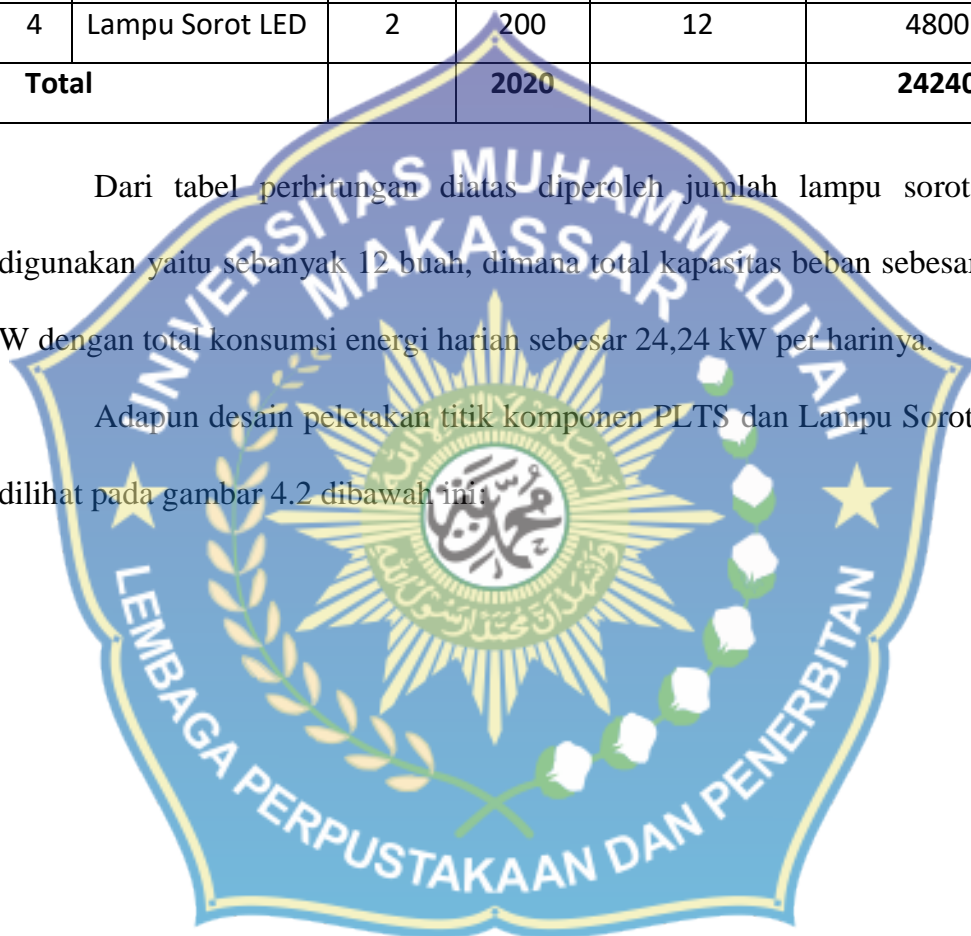 4 Lampu Sorot LED 2 200 12 4800
Total 2020 24240
Dari tabel perhitungan diatas diperoleh jumlah lampu sorot
digunakan yaitu sebanyak 12 buah, dimana total kapasitas beban sebesar
W dengan total konsumsi energi harian sebesar 24,24 kW per harinya.
Adapun desain peletakan titik komponen PLTS dan Lampu Sorot
dilihat pada gambar 4.2 dibawah ini:
UNIVERSITAS MUHAMMADIYAH
MAKASSAR
محمدية
LEMBAGA PERPUSTAKAAN DAN PENERBITAN